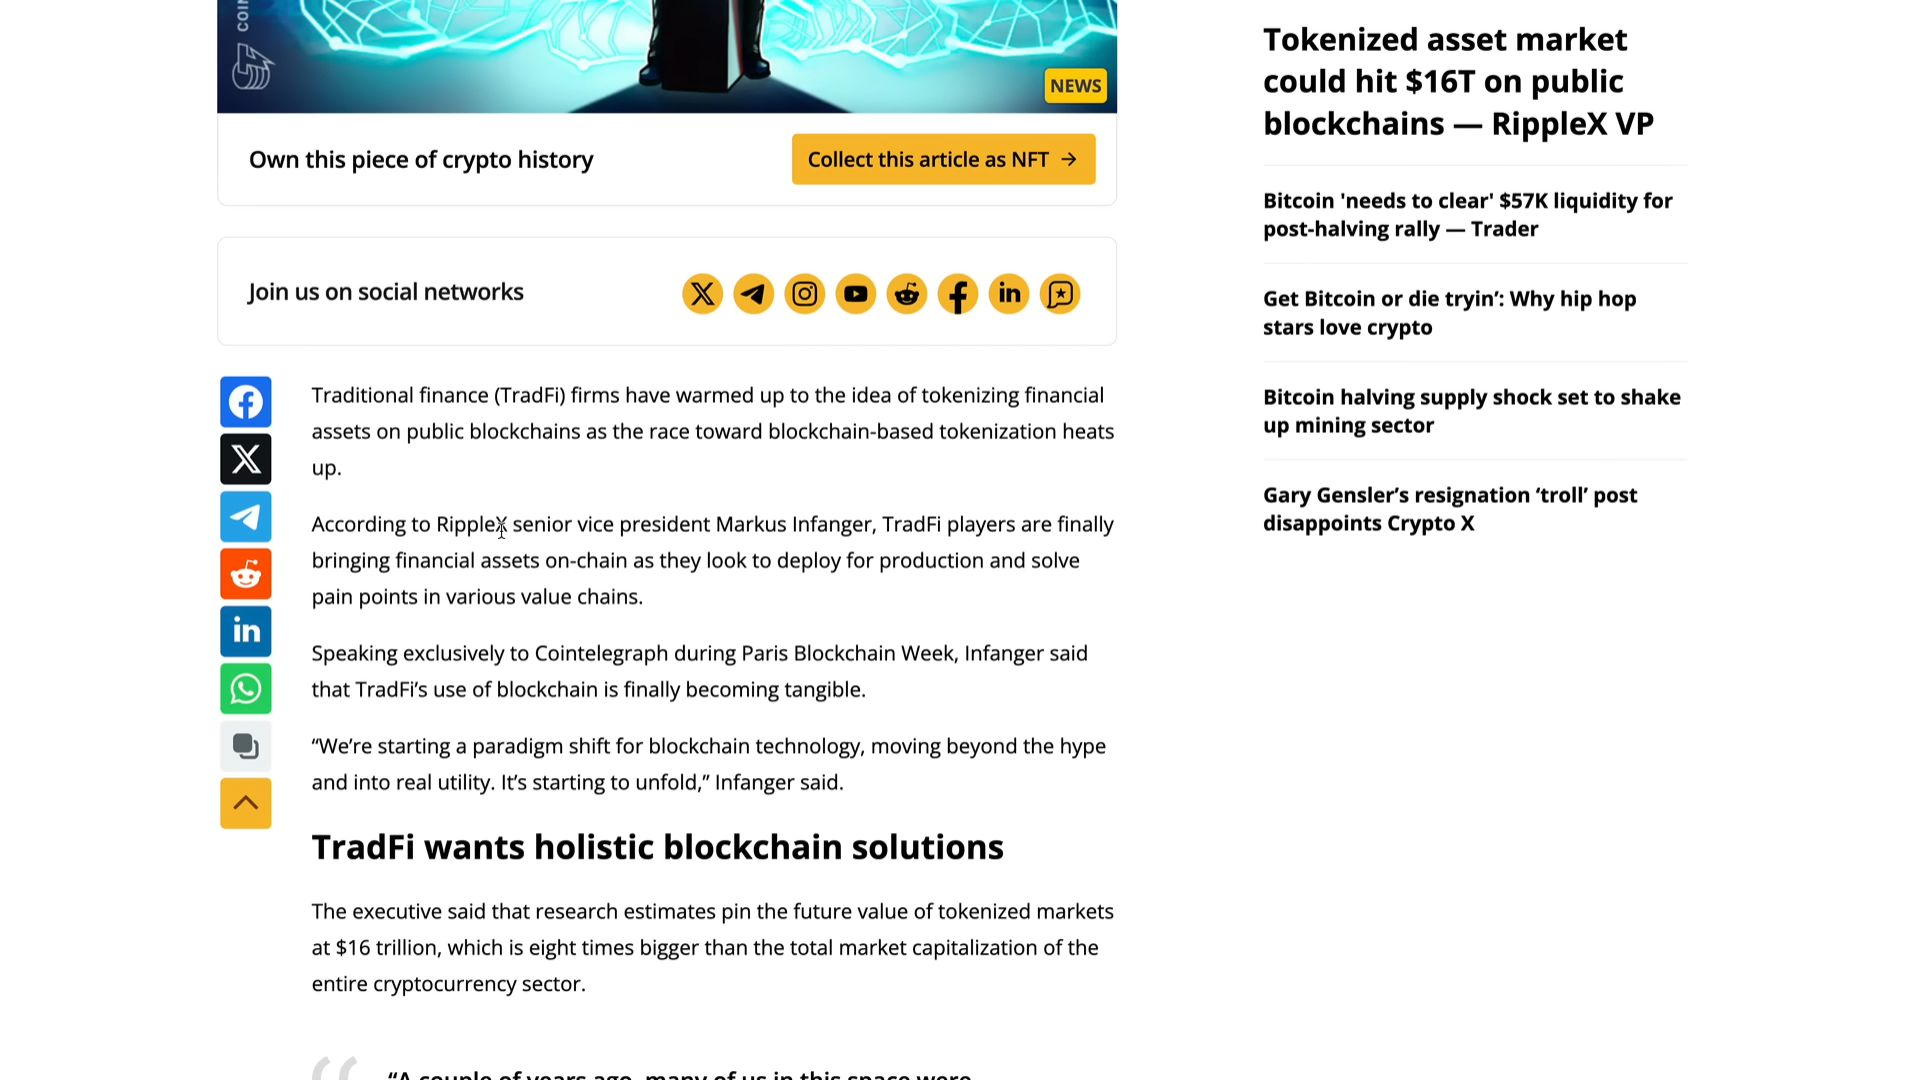 COIN
NEWS
Own this piece of crypto history
Collect this article as NFT →
Join us on social networks
Traditional finance (TradFi) firms have warmed up to the idea of tokenizing financial
assets on public blockchains as the race toward blockchain-based tokenization heats
up.
According to RippleX senior vice president Markus Infanger, TradFi players are finally
bringing financial assets on-chain as they look to deploy for production and solve
pain points in various value chains.
Speaking exclusively to Cointelegraph during Paris Blockchain Week, Infanger said
that TradFi’s use of blockchain is finally becoming tangible.
“We’re starting a paradigm shift for blockchain technology, moving beyond the hype
and into real utility. It’s starting to unfold,” Infanger said.
TradFi wants holistic blockchain solutions
The executive said that research estimates pin the future value of tokenized markets
at $16 trillion, which is eight times bigger than the total market capitalization of the
entire cryptocurrency sector.
“A couple of years ago, many of us in this space were
Tokenized asset market
could hit $16T on public
blockchains — RippleX VP
Bitcoin 'needs to clear' $57K liquidity for
post-halving rally — Trader
Get Bitcoin or die tryin’: Why hip hop
stars love crypto
Bitcoin halving supply shock set to shake
up mining sector
Gary Gensler’s resignation ‘troll’ post
disappoints Crypto X